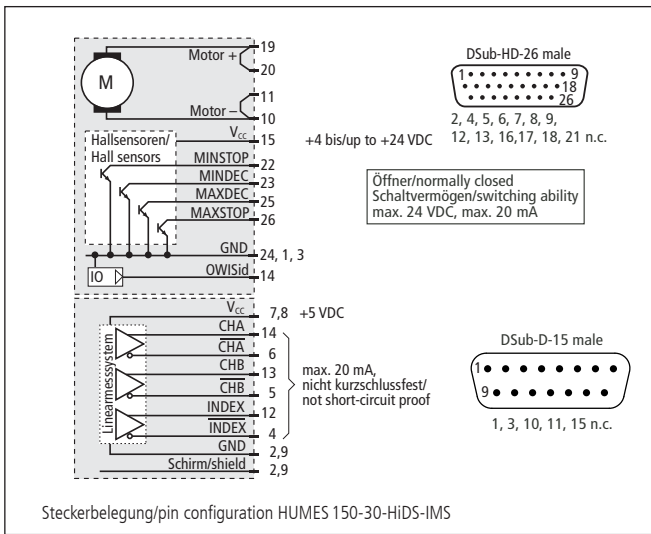 19
Motor +
20
M
11
Motor –
10
Hallsensoren/
Hall sensors
VCC
15
+4 bis/up to +24 VDC
MINSTOP
22
MINDEC
23
MAXDEC
25
MAXSTOP
26
GND
24, 1, 3
IO
OWISid
14
DSub-HD-26 male
1
9
18
26
2, 4, 5, 6, 7, 8, 9,
12, 13, 16,17, 18, 21 n.c.
Öffner/normally closed
Schaltvermögen/switching ability
max. 24 VDC, max. 20 mA
Linearmesssystem
VCC
7,8
+5 VDC
CHA
14
CHA
6
CHB
13
CHB
5
INDEX
12
INDEX
4
GND
2,9
Schirm/shield
2,9
max. 20 mA,
nicht kurzschlussfest/
not short-circuit proof
DSub-D-15 male
1
9
1, 3, 10, 11, 15 n.c.
Steckerbelegung/pin configuration HUMES 150-30-HiDS-IMS